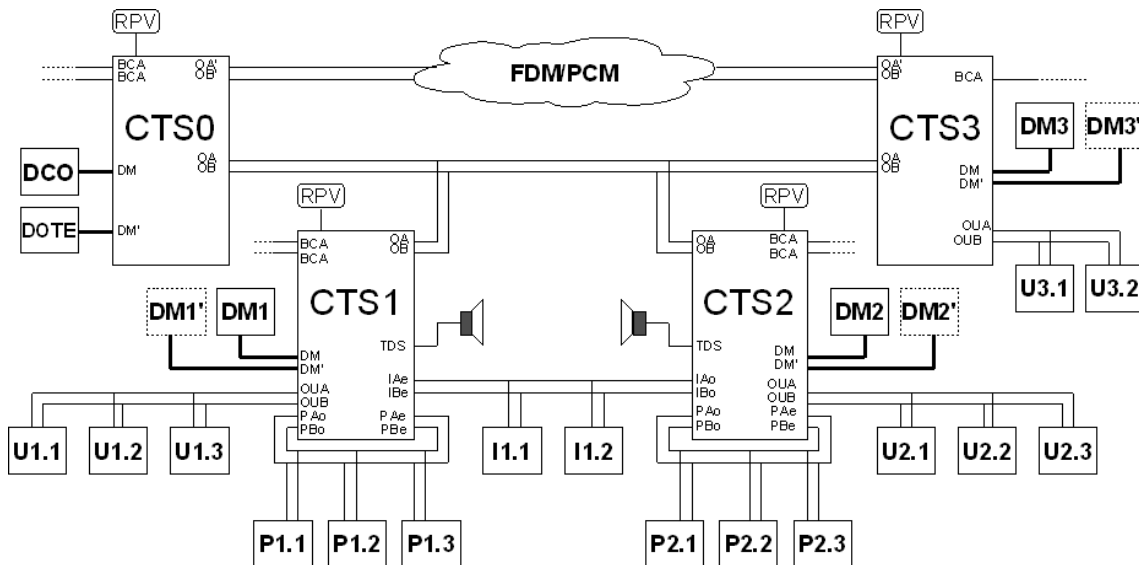 RPV RPV
BCA OA' OA' BCA
BCA OB' FDM/PCM OB'
CTS0 CTS3 DM3 DM3'
DCO DM OA OA DM
OB OB DM'
RPV RPV
DOTE DM' OUA
OUB
BCA OA OA BCA
BCA OB OB BCA
U3.1 U3.2
CTS1 CTS2
DM1' DM1 DM2 DM2'
TDS TDS
DM DM
DM' DM'
IAe IAo
OUA IBe IBo OUA
OUB OUB
PAo PAe PAo PAe
PBo PBe PBo PBe
U1.1 U1.2 U1.3 I1.1 I1.2 U2.1 U2.2 U2.3
P1.1 P1.2 P1.3 P2.1 P2.2 P2.3